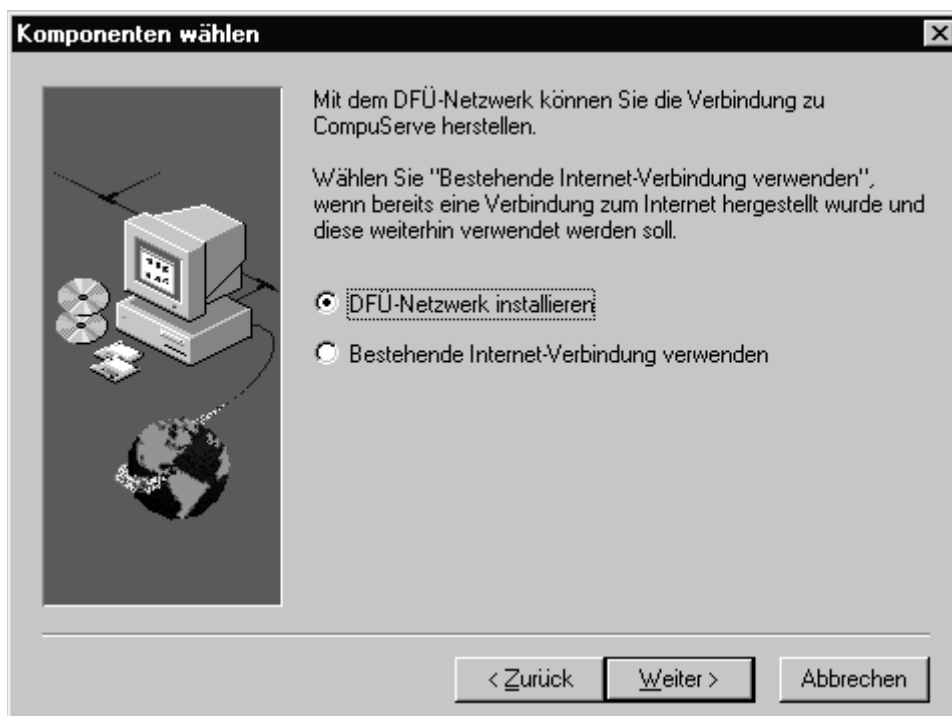 Komponenten wählen
Mit dem DFÜ-Netzwerk können Sie die Verbindung zu
CompuServe herstellen.
Wählen Sie "Bestehende Internet-Verbindung verwenden",
wenn bereits eine Verbindung zum Internet hergestellt wurde und
diese weiterhin verwendet werden soll.
DFÜ-Netzwerk installieren
Bestehende Internet-Verbindung verwenden
< Zurück Weiter > Abbrechen